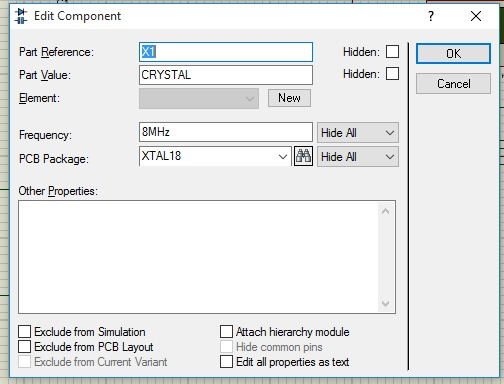 Edit Component
?
Part Reference: X1 Hidden:
Part Value: CRYSTAL Hidden:
Element: New
Frequency: 8MHz Hide All
PCB Package: XTAL18 Hide All
Other Properties:
OK
Cancel
Exclude from Simulation Attach hierarchy module
Exclude from PCB Layout Hide common pins
Exclude from Current Variant Edit all properties as text